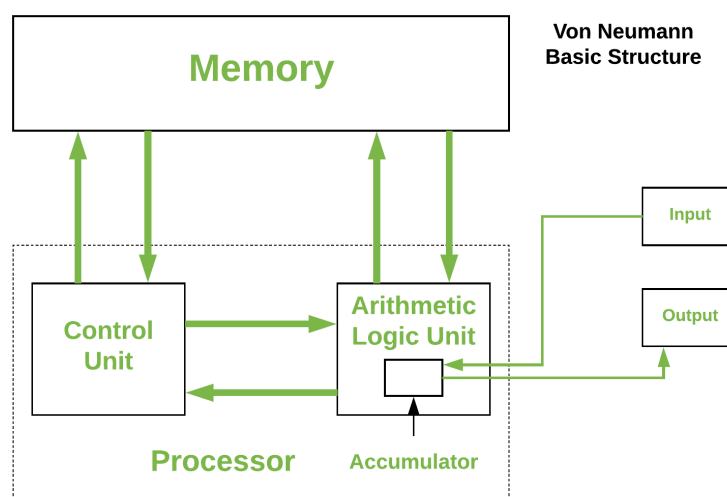 Von Neumann
Basic Structure
Memory
Input
Output
Control
Unit
Arithmetic
Logic Unit
Processor
Accumulator